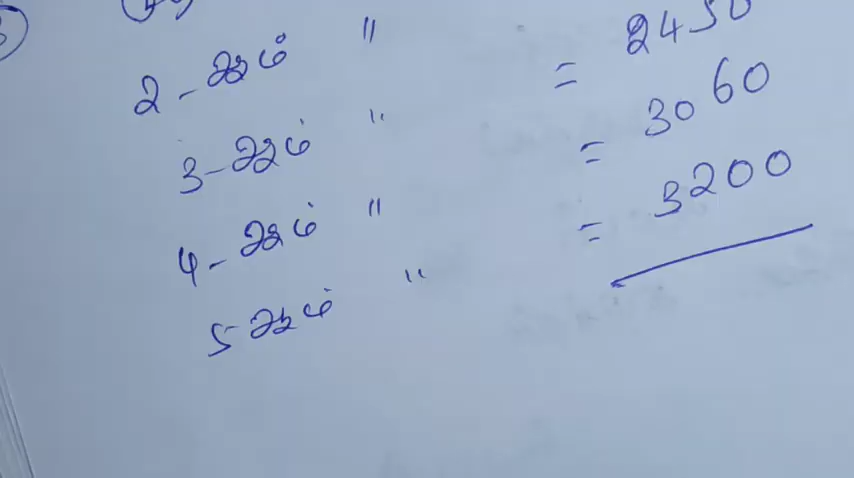 2 - ஆம் "
= 2450
3 - ஆம் "
= 3060
4 - ஆம் "
= 3200
5 ஆம் "